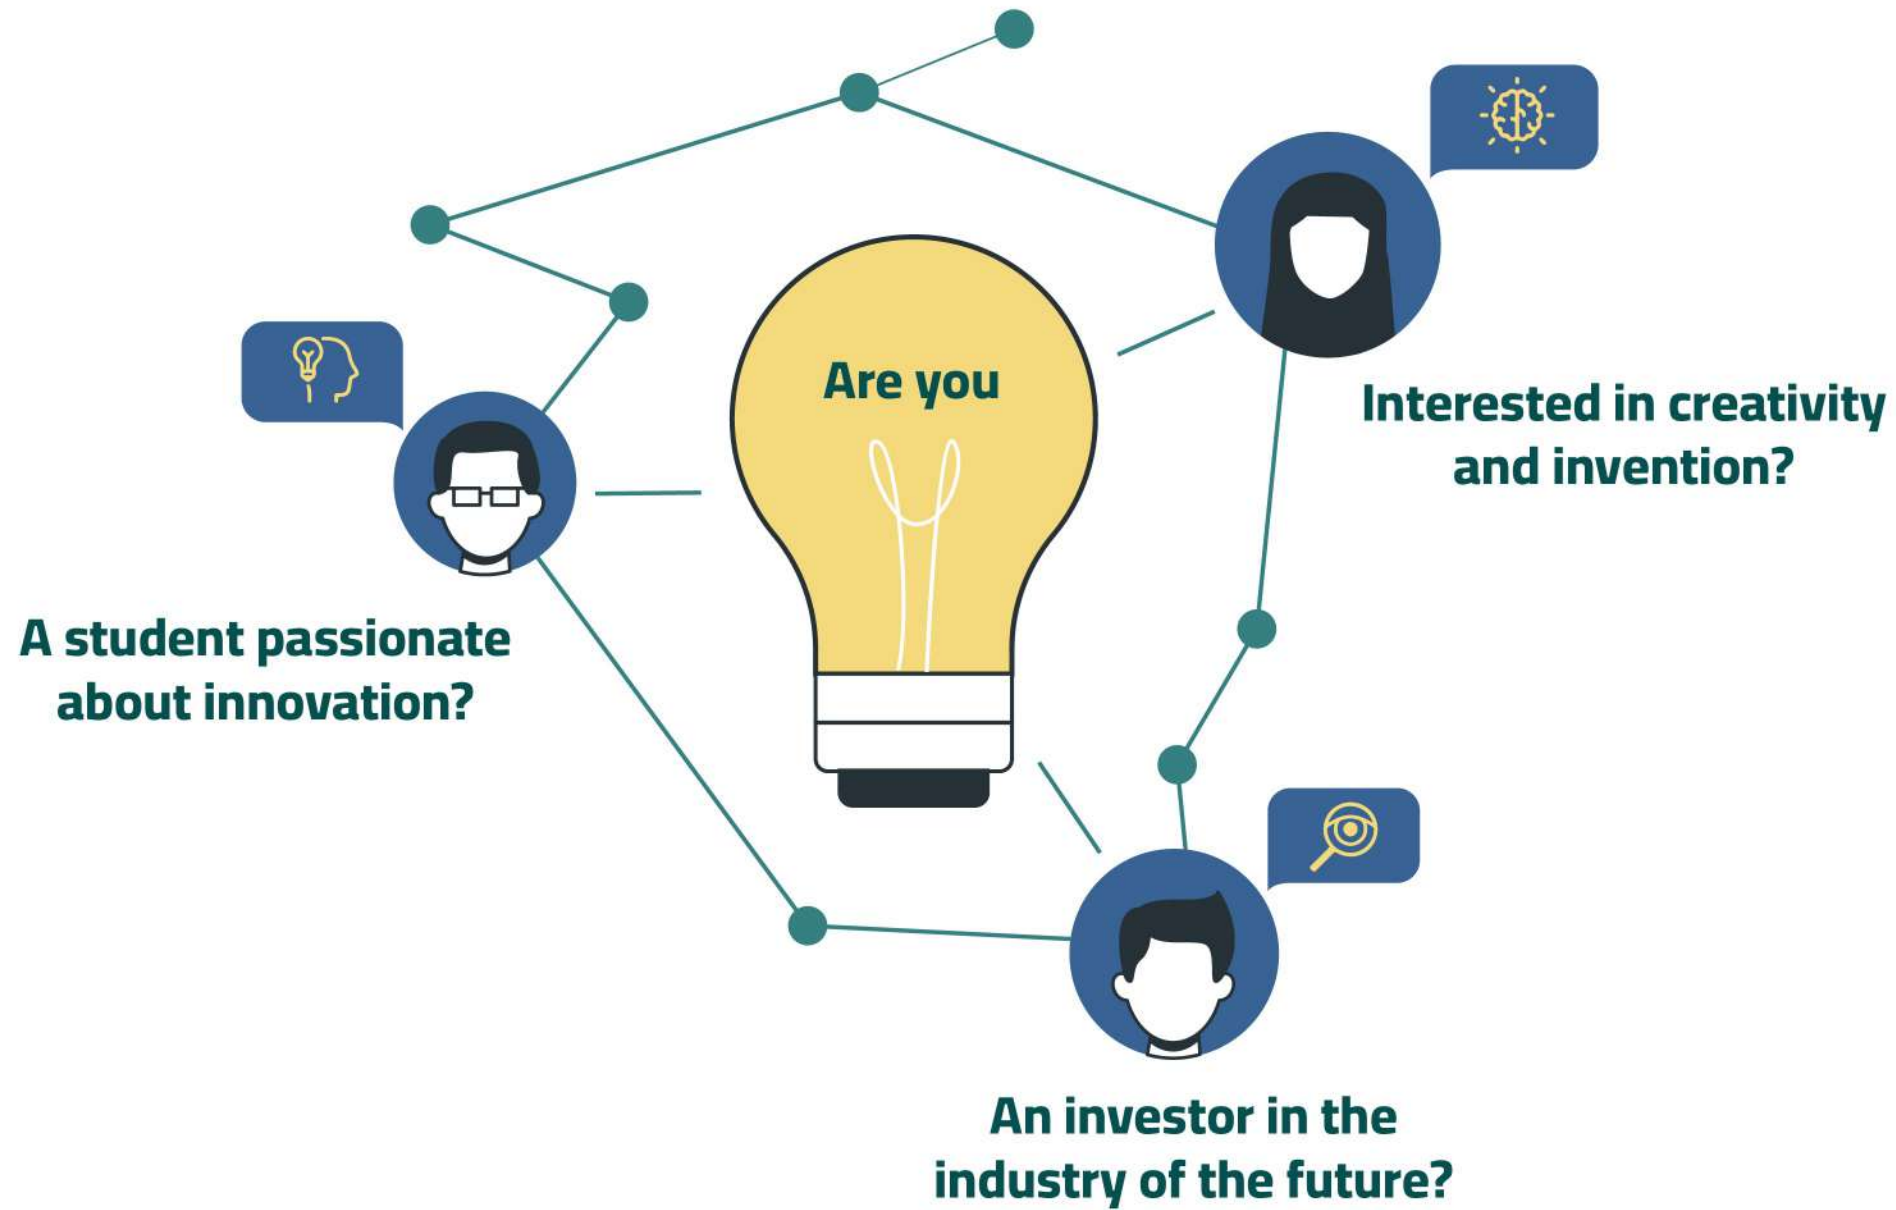 Are you
Interested in creativity
and invention?
A student passionate
about innovation?
An investor in the
industry of the future?